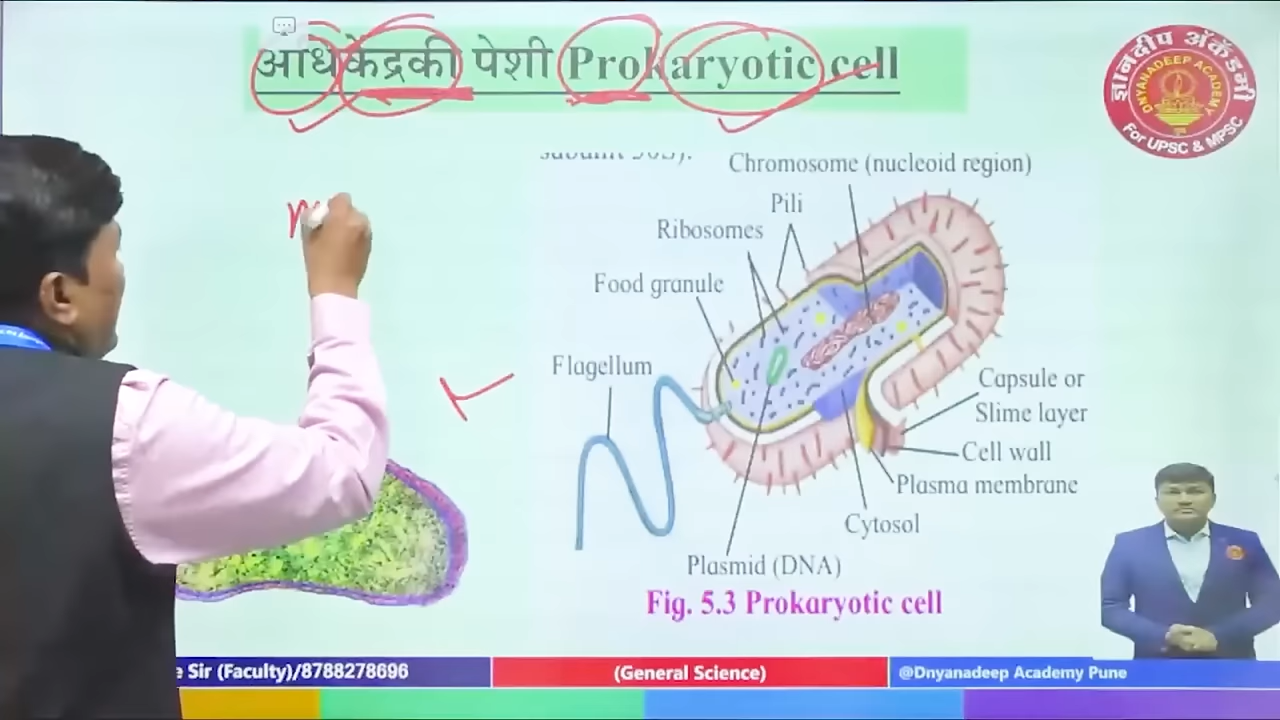 आधेकेंद्रकी पेशी Prokaryotic cell
ज्ञानदीप अॅकॅडमी
DNYANADEEP ACADEMY
For UPSC & MPSC
Chromosome (nucleoid region)
Pili
Ribosomes
Food granule
Flagellum
Capsule or
Slime layer
Cell wall
Plasma membrane
Cytosol
Plasmid (DNA)
Fig. 5.3 Prokaryotic cell
e Sir (Faculty)/8788278696
(General Science)
@Dnyanadeep Academy Pune